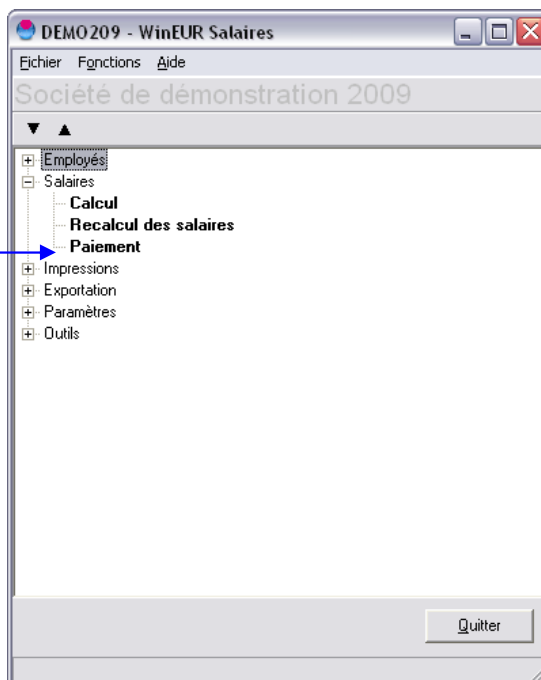 DEMO209 - WinEUR Salaires
Fichier Fonctions Aide
Société de démonstration 2009
Employés
Salaires
Calcul
Recalcul des salaires
Paiement
Impressions
Exportation
Paramètres
Outils
Quitter